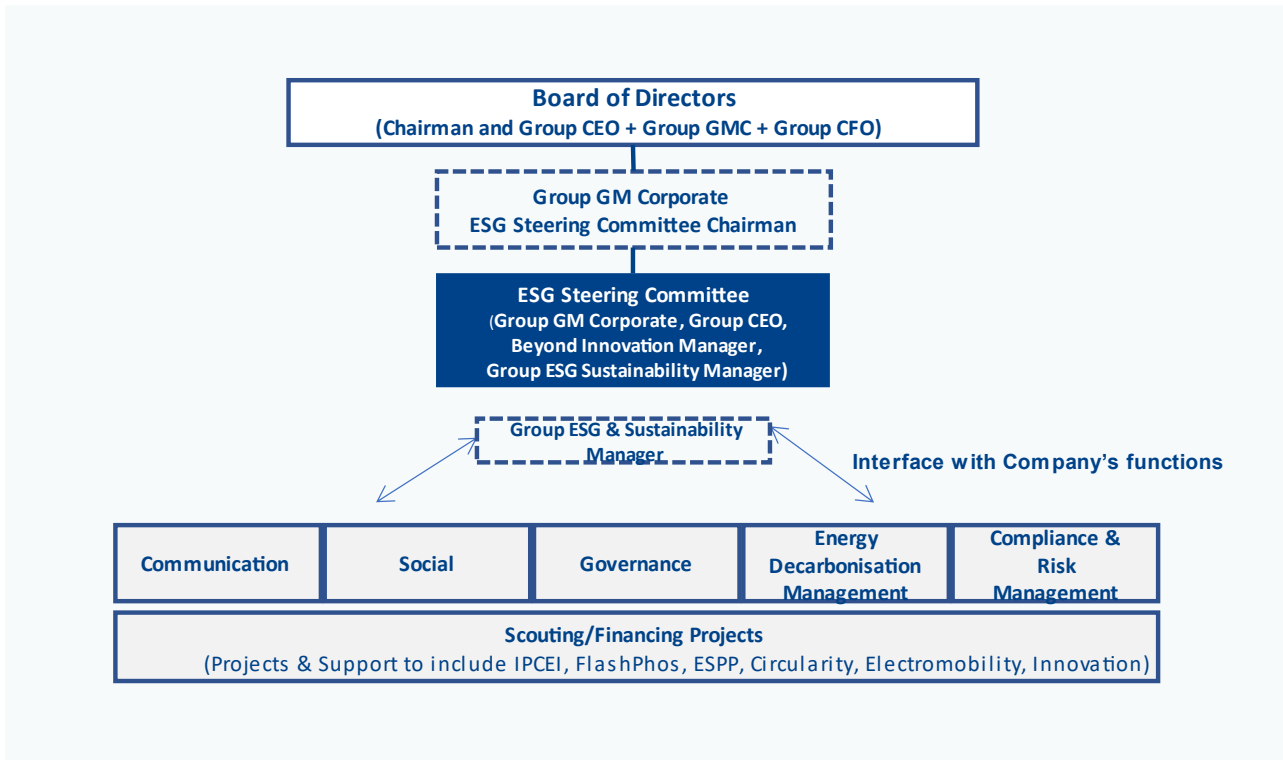 Board of Directors
(Chairman and Group CEO + Group GMC + Group CFO)
Group GM Corporate
ESG Steering Committee Chairman
ESG Steering Committee
(Group GM Corporate, Group CEO,
Beyond Innovation Manager,
Group ESG Sustainability Manager)
Group ESG & Sustainability
Manager
Interface with Company's functions
Communication
Social
Governance
Energy
Decarbonisation
Management
Compliance &
Risk
Management
Scouting/Financing Projects
(Projects & Support to include IPCEI, FlashPhos, ESPP, Circularity, Electromobility, Innovation)